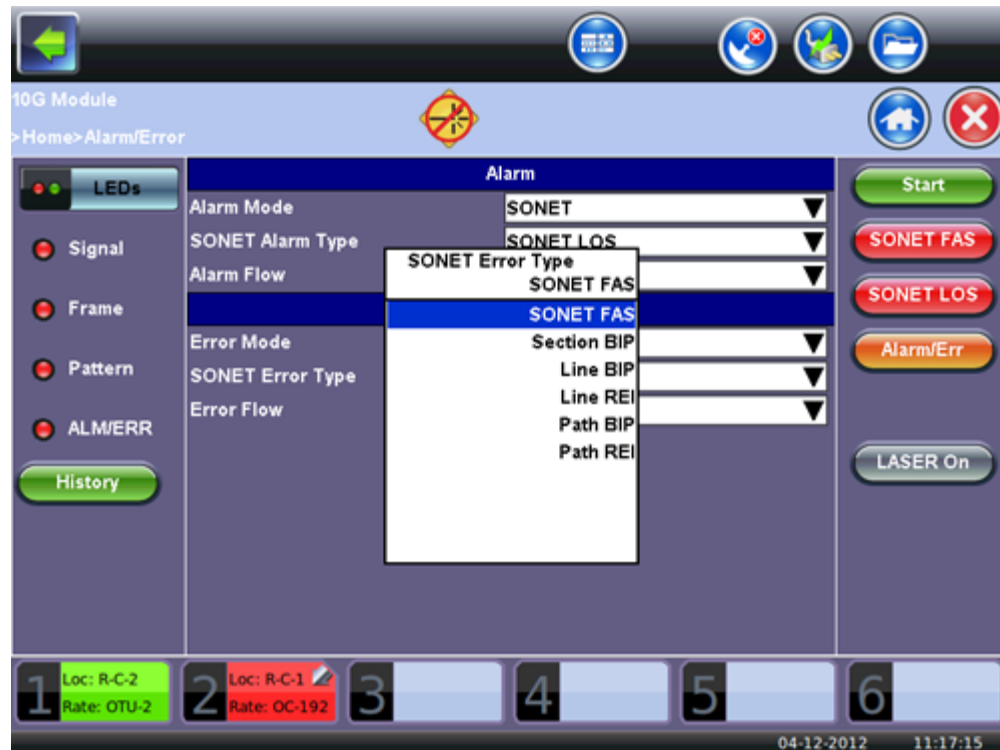 10G Module
>Home>Alarm/Error
LEDs
Signal
Frame
Pattern
ALM/ERR
History
Alarm
Alarm Mode SONET
SONET Alarm Type SONET LOS
Alarm Flow
Error Mode
SONET Error Type
Error Flow
SONET Error Type
SONET FAS
SONET FAS
Section BIP
Line BIP
Line REI
Path BIP
Path REI
Start
SONET FAS
SONET LOS
Alarm/Err
LASER On
1 Loc: R-C-2
Rate: OTU-2
2 Loc: R-C-1
Rate: OC-192
3
4
5
6
04-12-2012 11:17:15